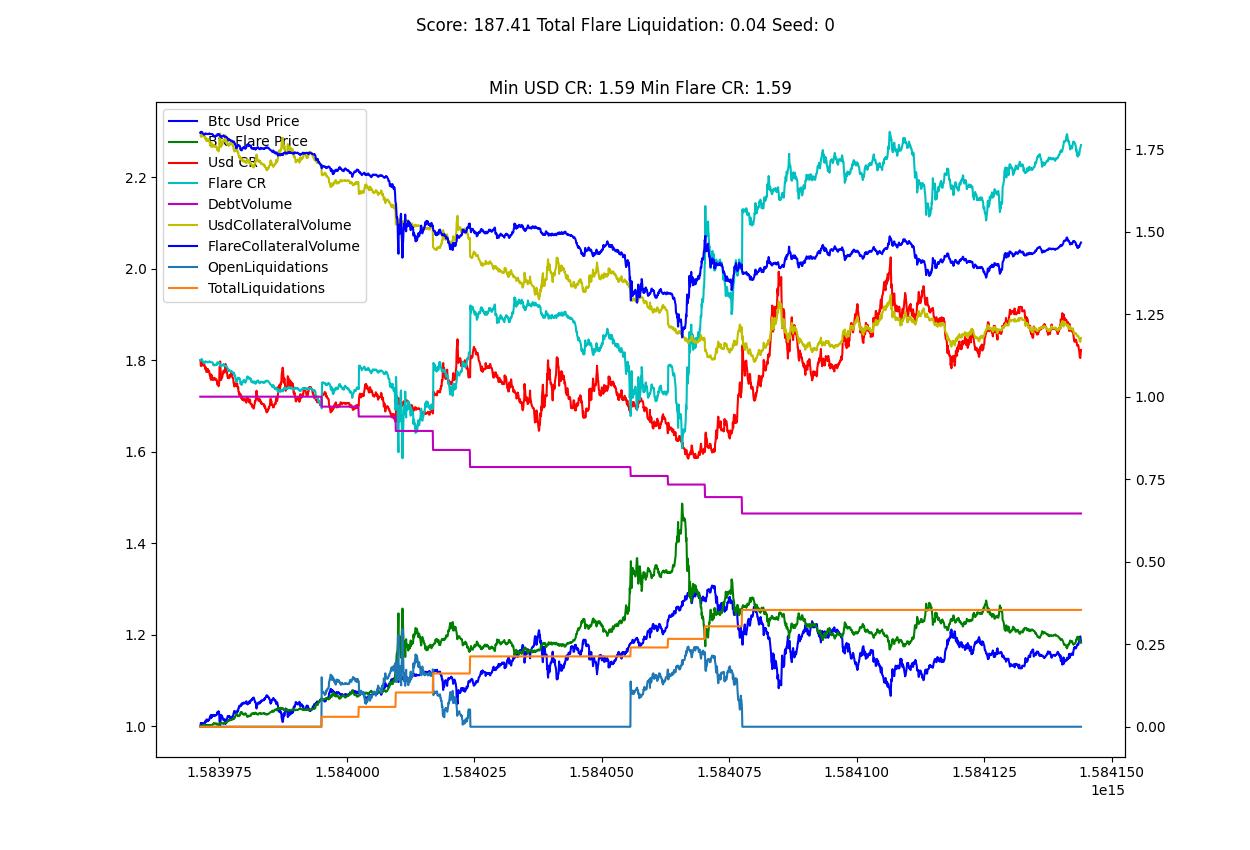 Score: 187.41 Total Flare Liquidation: 0.04 Seed: 0
Min USD CR: 1.59 Min Flare CR: 1.59
Btc Usd Price
Btc Flare Price
Usd CR
Flare CR
DebtVolume
UsdCollateralVolume
FlareCollateralVolume
OpenLiquidations
TotalLiquidations
2.2
2.0
1.8
1.6
1.4
1.2
1.0
1.75
1.50
1.25
1.00
0.75
0.50
0.25
0.00
1.583975
1.584000
1.584025
1.584050
1.584075
1.584100
1.584125
1.584150
1e15